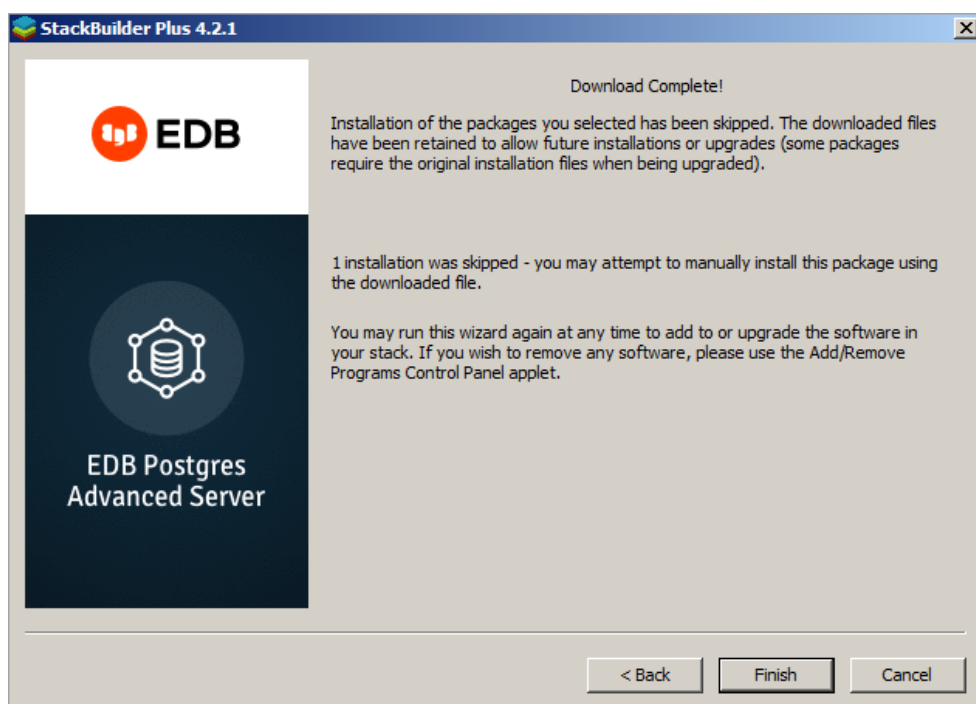 StackBuilder Plus 4.2.1
EDB
EDB Postgres
Advanced Server
Download Complete!
Installation of the packages you selected has been skipped. The downloaded files
have been retained to allow future installations or upgrades (some packages
require the original installation files when being upgraded).
1 installation was skipped - you may attempt to manually install this package using
the downloaded file.
You may run this wizard again at any time to add to or upgrade the software in
your stack. If you wish to remove any software, please use the Add/Remove
Programs Control Panel applet.
< Back
Finish
Cancel